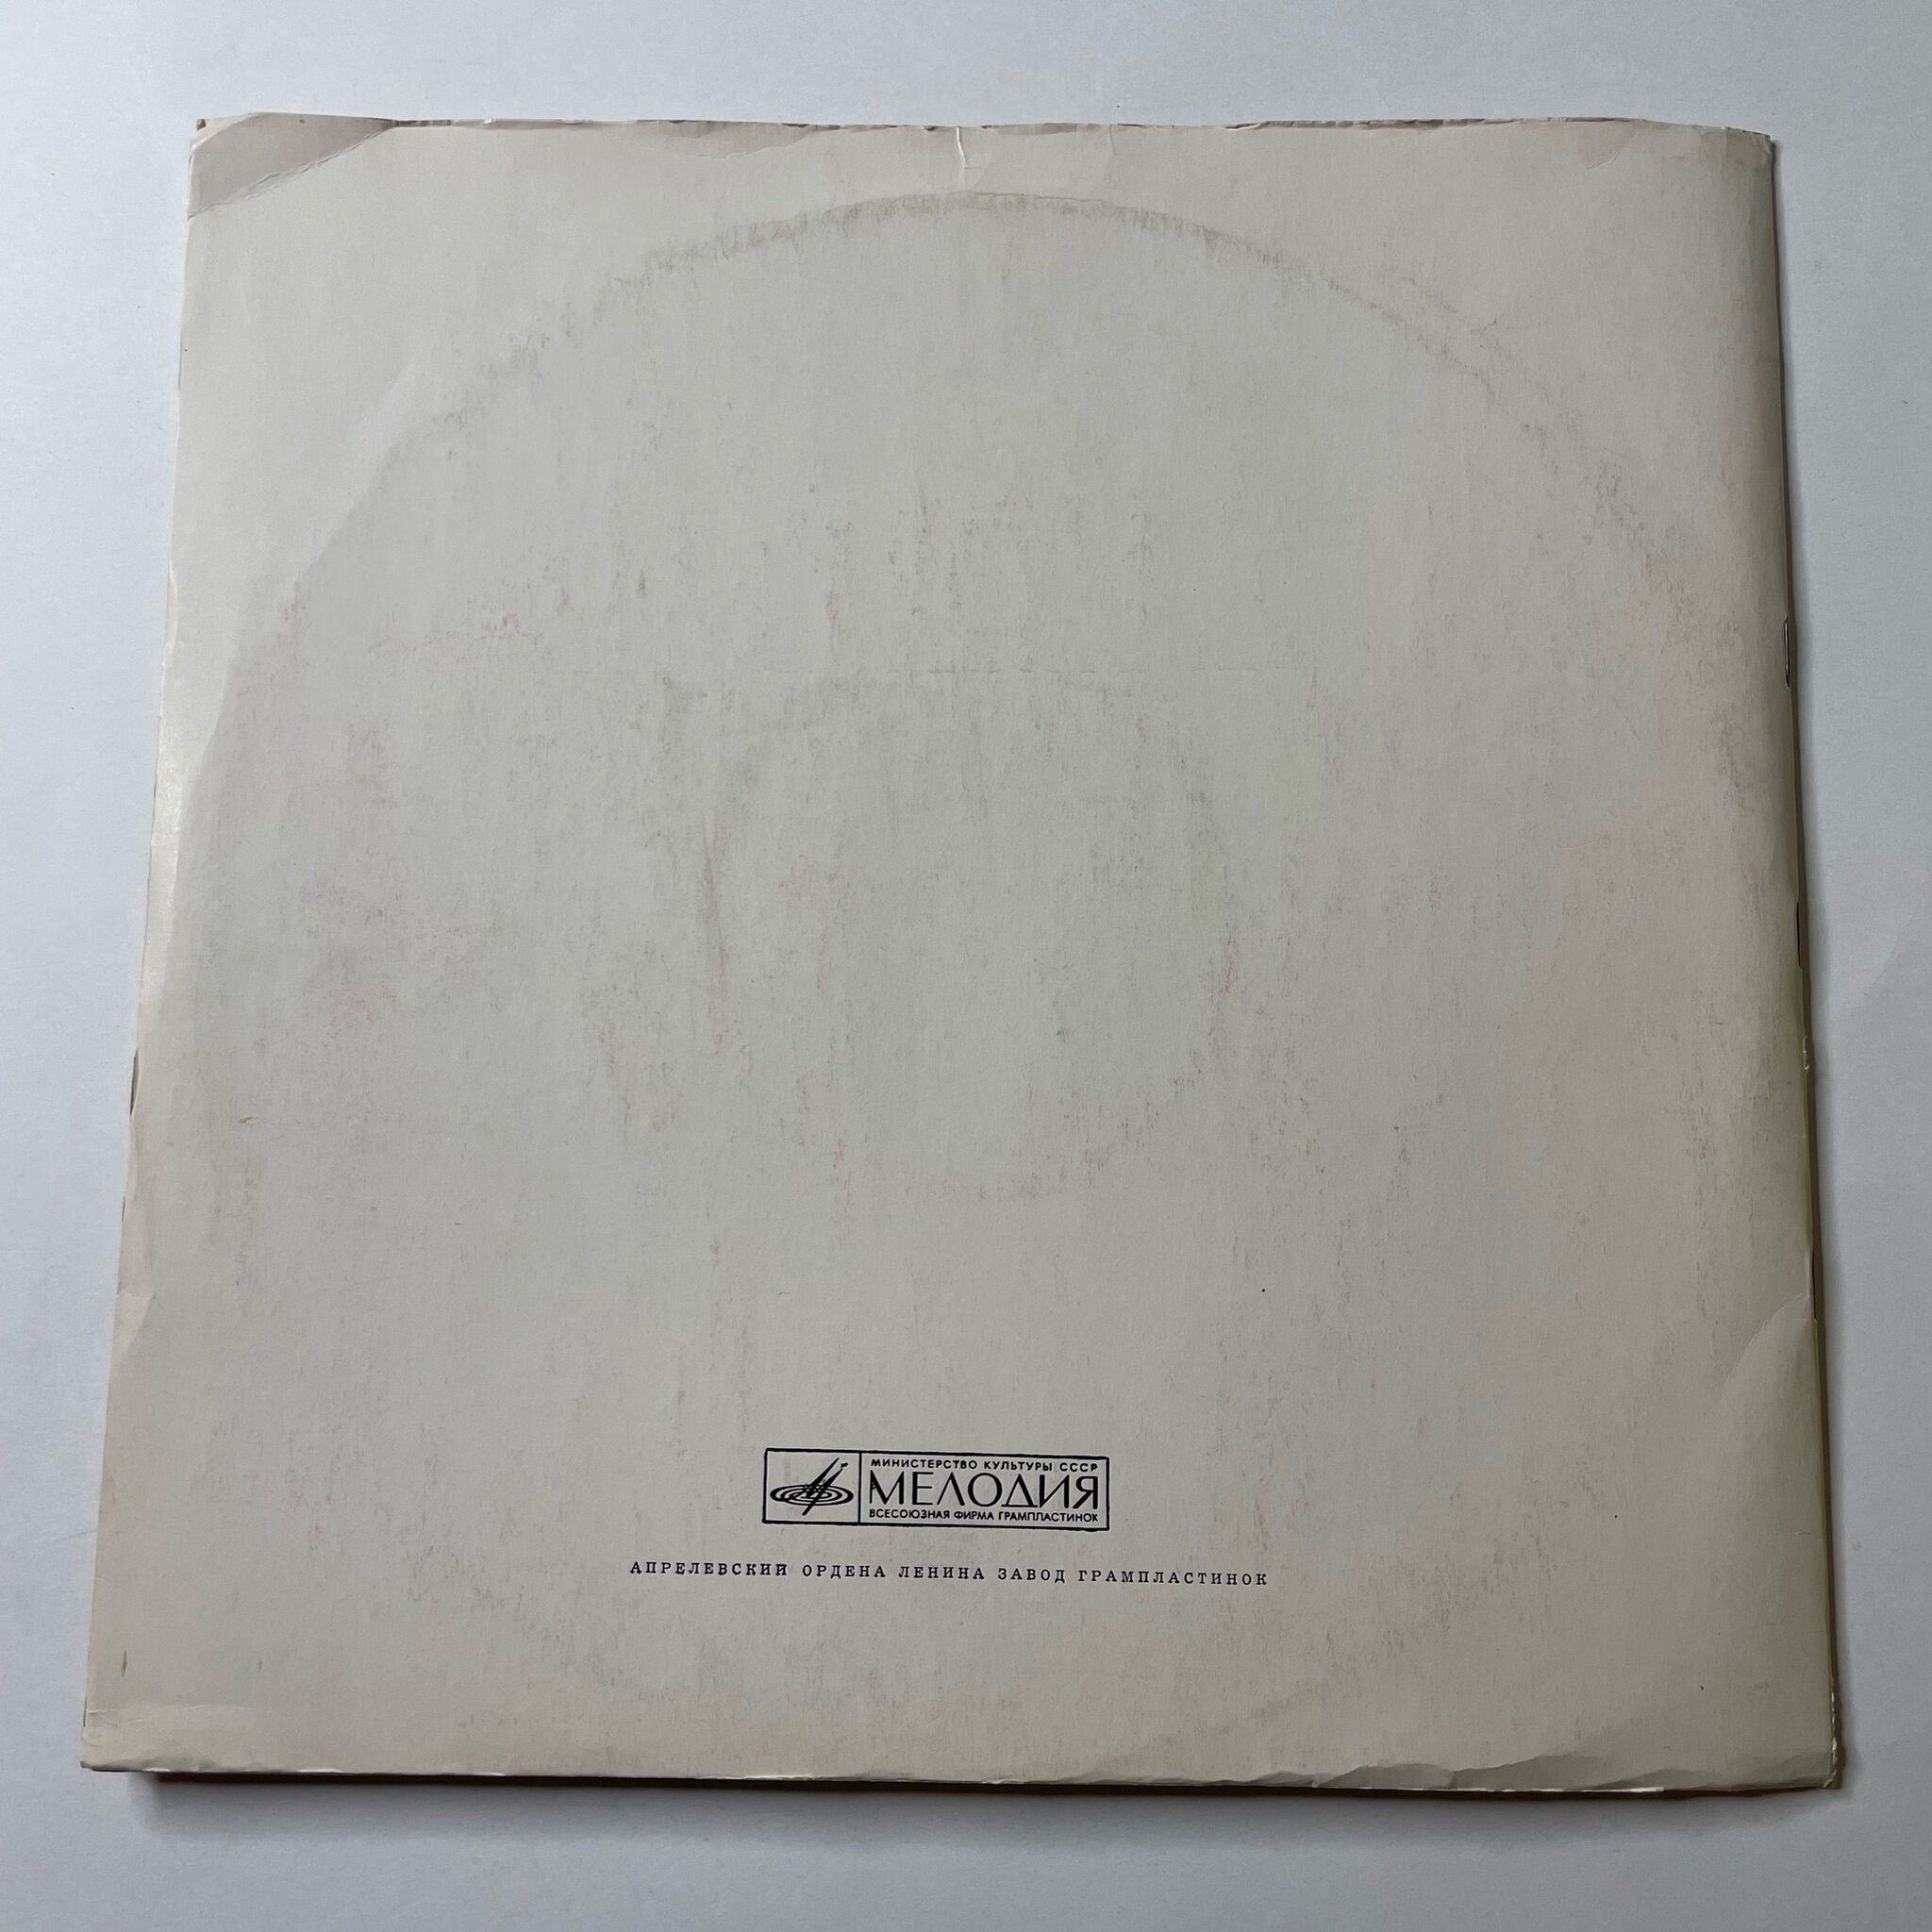 МИНИСТЕРСТВО КУЛЬТУРЫ СССР
МЕЛОДИЯ
ВСЕСОЮЗНАЯ ФИРМА ГРАМПЛАСТИНОК
АПРЕЛЕВСКИЙ ОРДЕНА ЛЕНИНА ЗАВОД ГРАМПЛАСТИНОК